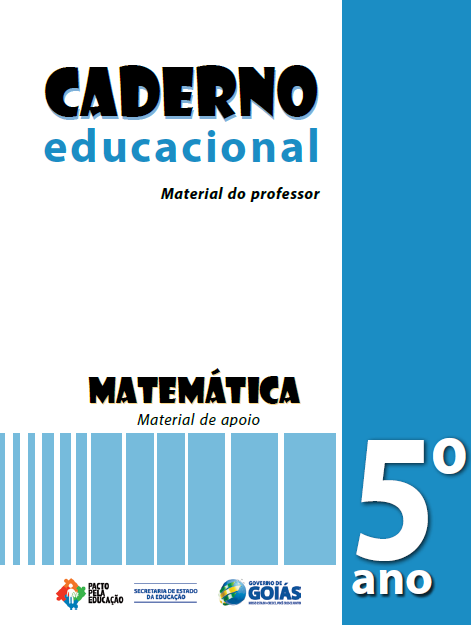 CADERNO
educacional
Material do professor
MATEMÁTICA
Material de apoio
5º
ano
PACTO
PELA
EDUCAÇÃO
SECRETARIA DE ESTADO
DA EDUCAÇÃO
GOVERNO DE
GOIÁS